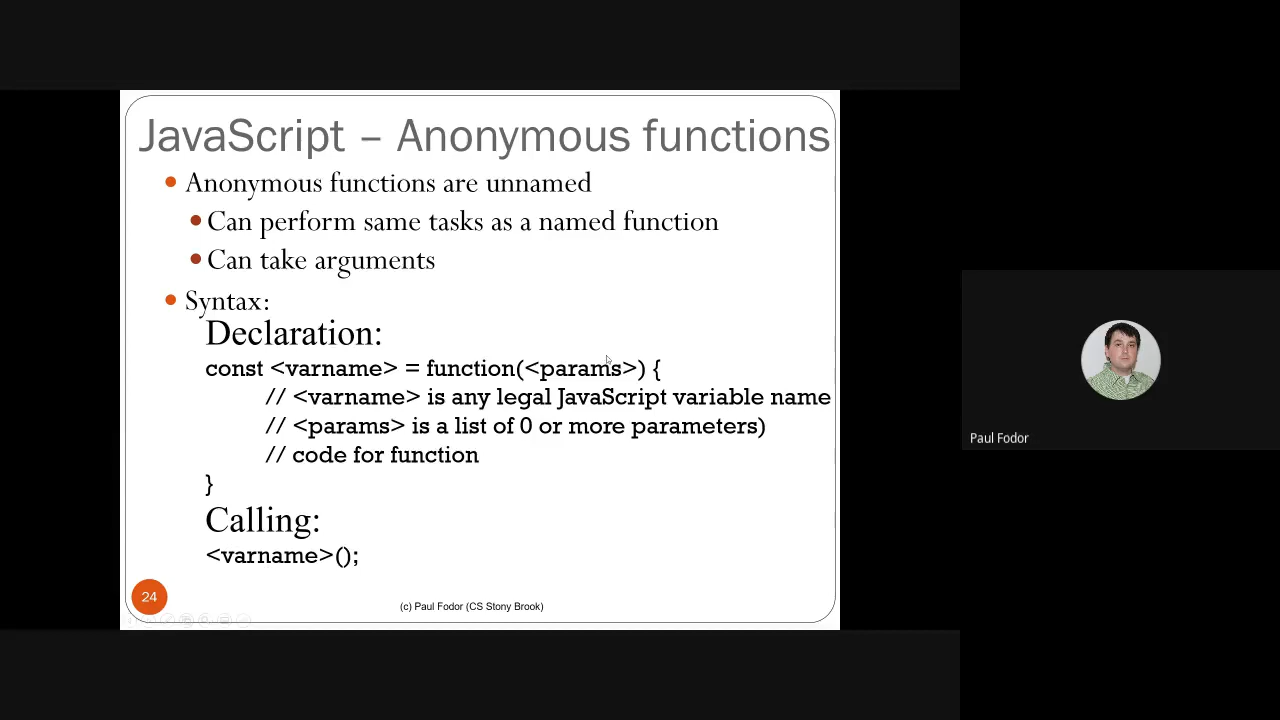 JavaScript – Anonymous functions
Anonymous functions are unnamed
Can perform same tasks as a named function
Can take arguments
Syntax:
Declaration:
const <varname> = function(<params>) {
// <varname> is any legal JavaScript variable name
// <params> is a list of 0 or more parameters)
// code for function
}
Calling:
<varname>();
24
(c) Paul Fodor (CS Stony Brook)
Paul Fodor